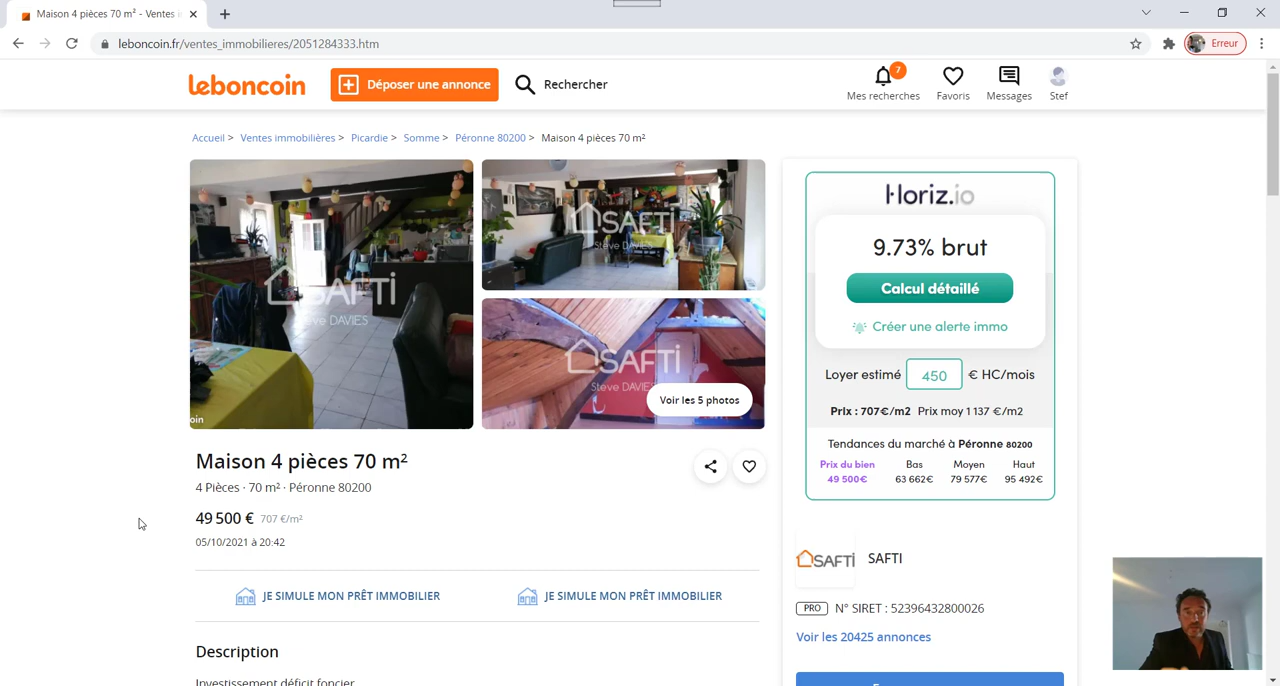 Maison 4 pièces 70 m² - Ventes i
leboncoin.fr/ventes_immobilieres/2051284333.htm
Erreur
leboncoin
Déposer une annonce
Rechercher
7
Mes recherches
Favoris
Messages
Stef
Accueil > Ventes immobilières > Picardie > Somme > Péronne 80200 > Maison 4 pièces 70 m²
SAFTI
Steve DAVIES
SAFTI
Steve DAVIES
SAFTI
Steve DAVIES
oin
Voir les 5 photos
Maison 4 pièces 70 m²
4 Pièces · 70 m² · Péronne 80200
49 500 € 707 €/m²
05/10/2021 à 20:42
JE SIMULE MON PRÊT IMMOBILIER
JE SIMULE MON PRÊT IMMOBILIER
Description
Investissement déficit foncier
Horiz.io
9.73% brut
Calcul détaillé
Créer une alerte immo
Loyer estimé 450 € HC/mois
Prix : 707€/m2 Prix moy 1 137 €/m2
Tendances du marché à Péronne 80200
Prix du bien Bas Moyen Haut
49 500€ 63 662€ 79 577€ 95 492€
SAFTI SAFTI
PRO N° SIRET : 52396432800026
Voir les 20425 annonces